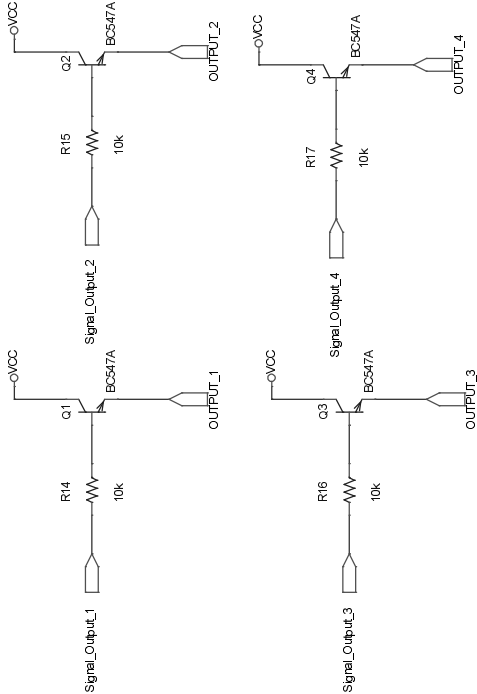 VCC
Q2
BC547A
OUTPUT_2
R15
10k
Signal_Output_2
VCC
Q4
BC547A
OUTPUT_4
R17
10k
Signal_Output_4
VCC
Q1
BC547A
OUTPUT_1
R14
10k
Signal_Output_1
VCC
Q3
BC547A
OUTPUT_3
R16
10k
Signal_Output_3